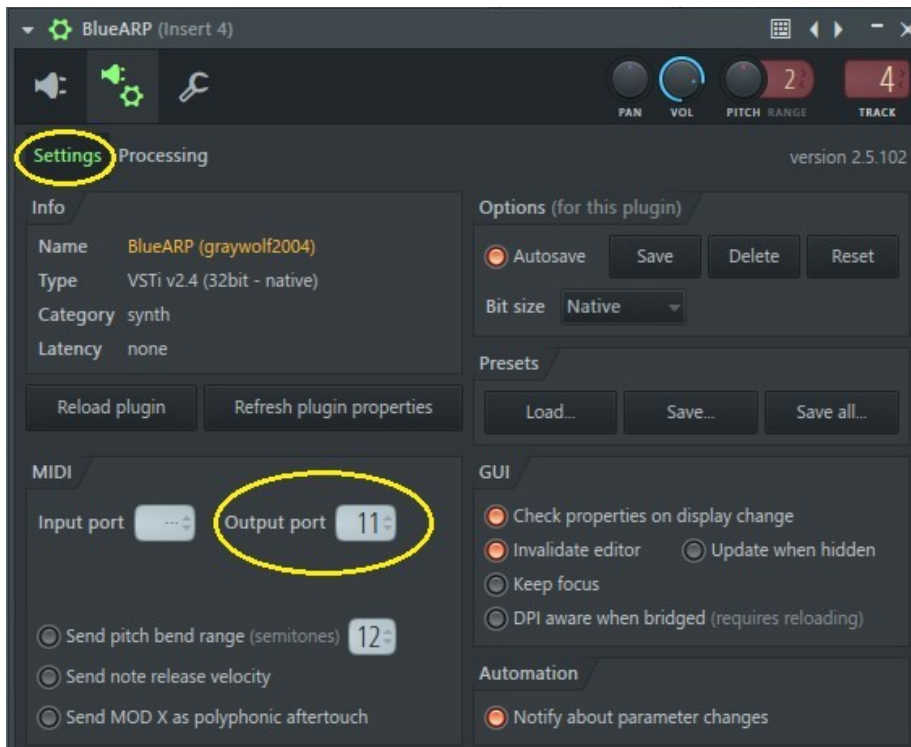 BlueARP (Insert 4)
2
4
PAN
VOL
PITCH RANGE
TRACK
Settings Processing
version 2.5.102
Info
Name BlueARP (graywolf2004)
Type VSTi v2.4 (32bit - native)
Category synth
Latency none
Reload plugin Refresh plugin properties
MIDI
Input port --- Output port 11
Send pitch bend range (semitones) 12
Send note release velocity
Send MOD X as polyphonic aftertouch
Options (for this plugin)
Autosave Save Delete Reset
Bit size Native
Presets
Load... Save... Save all...
GUI
Check properties on display change
Invalidate editor Update when hidden
Keep focus
DPI aware when bridged (requires reloading)
Automation
Notify about parameter changes